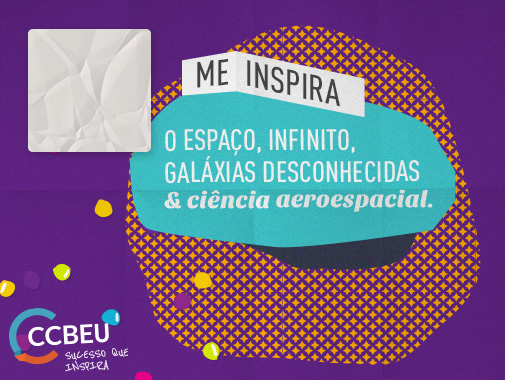 ME INSPIRA
O ESPAÇO, INFINITO,
GALÁXIAS DESCONHECIDAS
& ciência aeroespacial.
CCBEU
SUCESSO QUE
INSPIRA